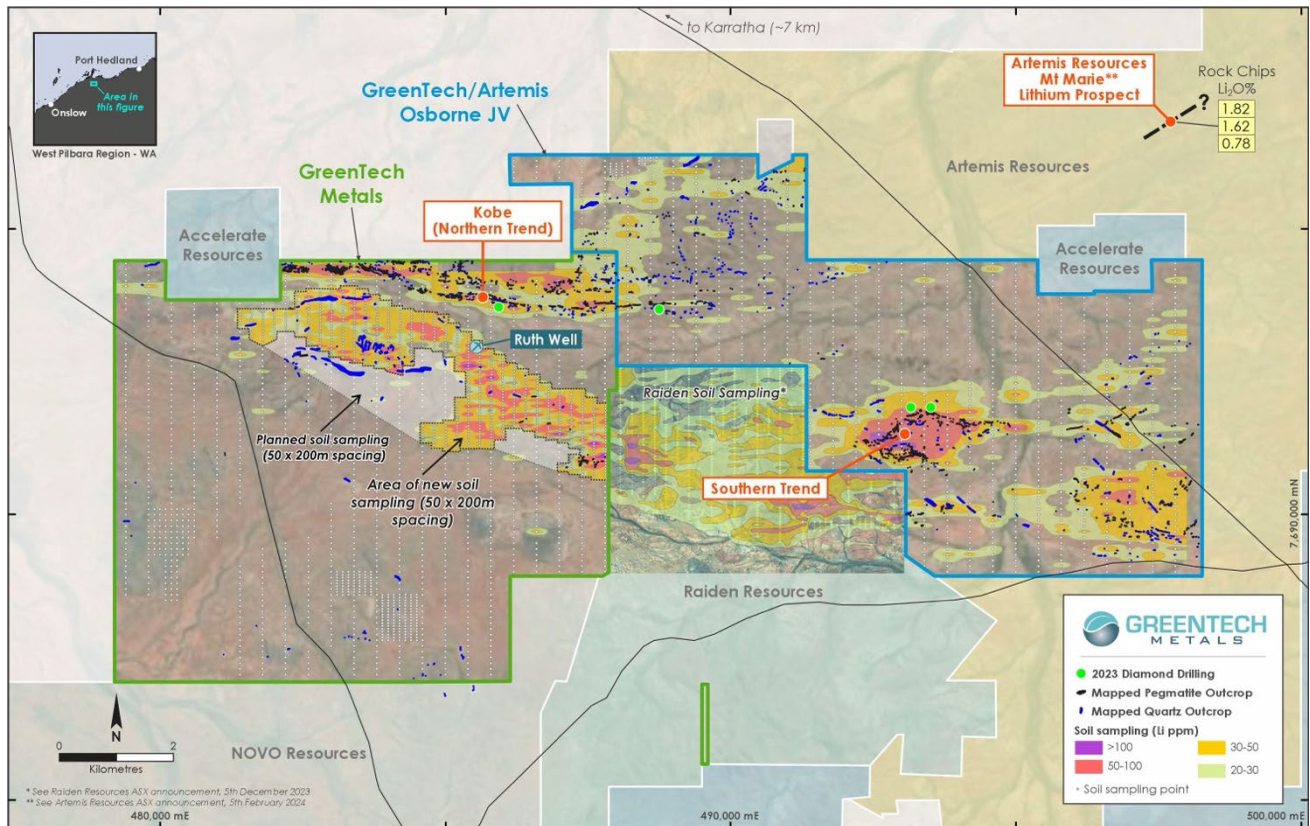 to Karratha (~7 km)
Port Hedland
Area in
this figure
Onslow
West Pilbara Region - WA
GreenTech/Artemis
Osborne JV
Artemis Resources
Mt Marie**
Lithium Prospect
Rock Chips
Li₂O%
1.82
1.62
0.78
?
Artemis Resources
GreenTech
Metals
Kobe
(Northern Trend)
Accelerate
Resources
Accelerate
Resources
Ruth Well
Raiden Soil Sampling*
Planned soil sampling
(50 x 200m spacing)
Area of new soil
sampling (50 x 200m
spacing)
Southern Trend
7,690,000 mN
Raiden Resources
NOVO Resources
N
0 2
Kilometres
* See Raiden Resources ASX announcement, 5th December 2023
** See Artemis Resources ASX announcement, 5th February 2024
GREENTECH
METALS
2023 Diamond Drilling
Mapped Pegmatite Outcrop
Mapped Quartz Outcrop
Soil sampling (Li ppm)
>100 30-50
50-100 20-30
Soil sampling point
480,000 mE 490,000 mE 500,000 mE